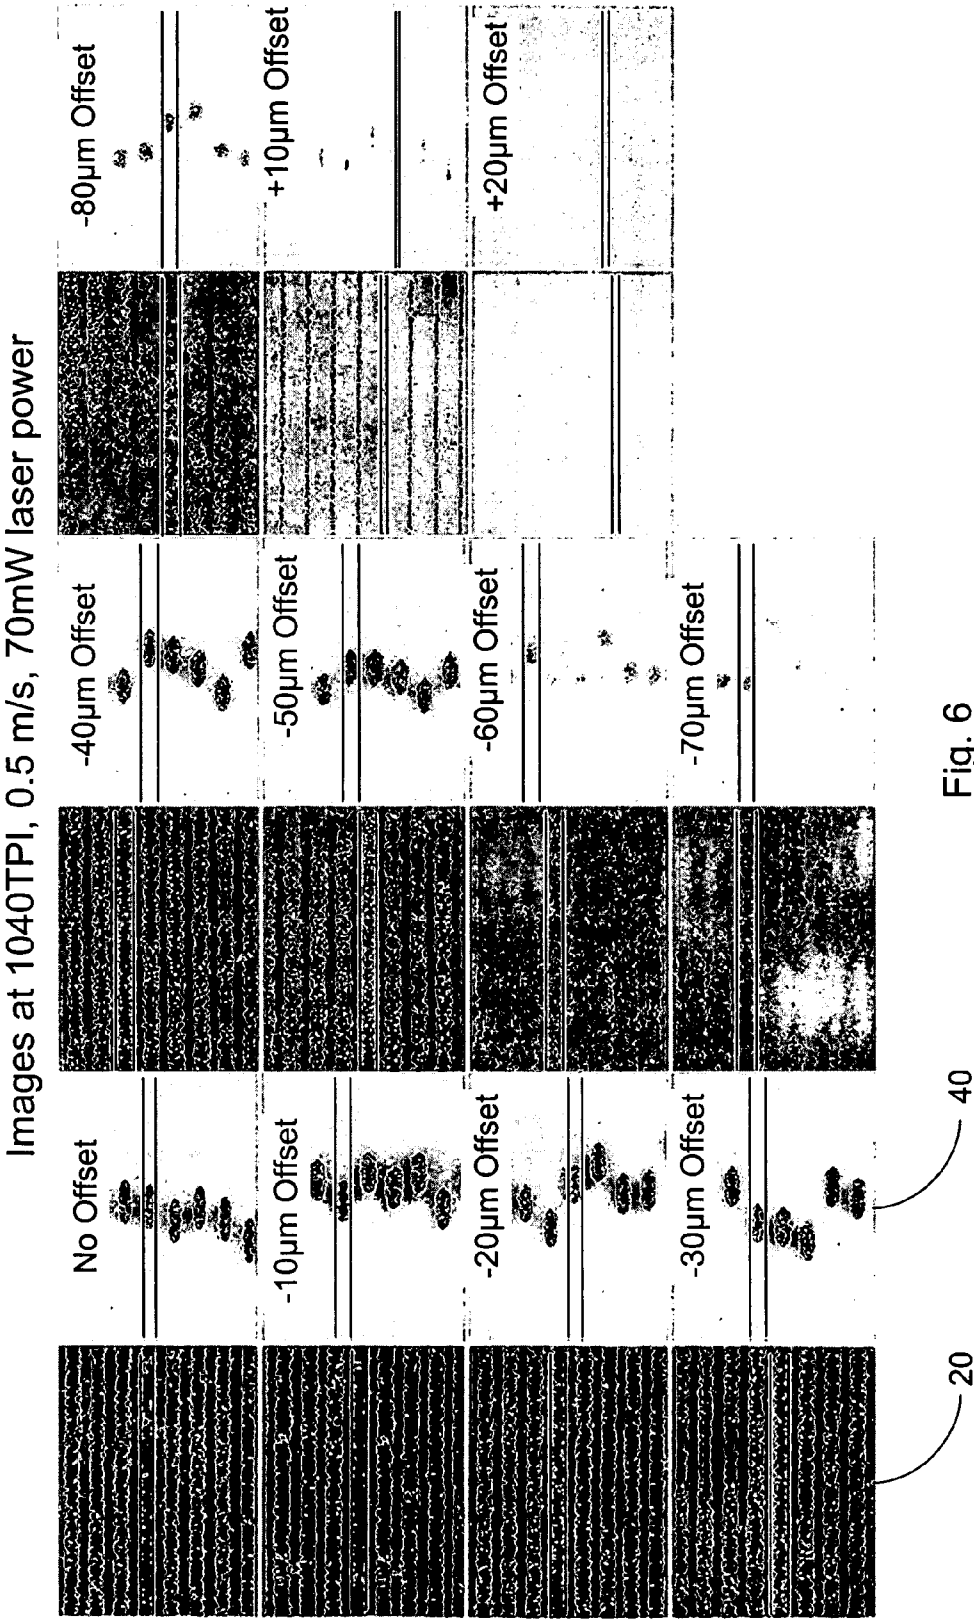 Images at 1040TPI, 0.5 m/s, 70mW laser power
No Offset
-40µm Offset
-80µm Offset
-10µm Offset
-50µm Offset
+10µm Offset
-20µm Offset
-60µm Offset
+20µm Offset
-30µm Offset
-70µm Offset
20
40
Fig. 6